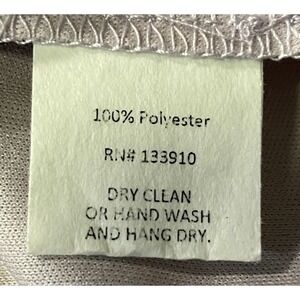 100% Polyester
RN# 133910
DRY CLEAN
OR HAND WASH
AND HANG DRY.